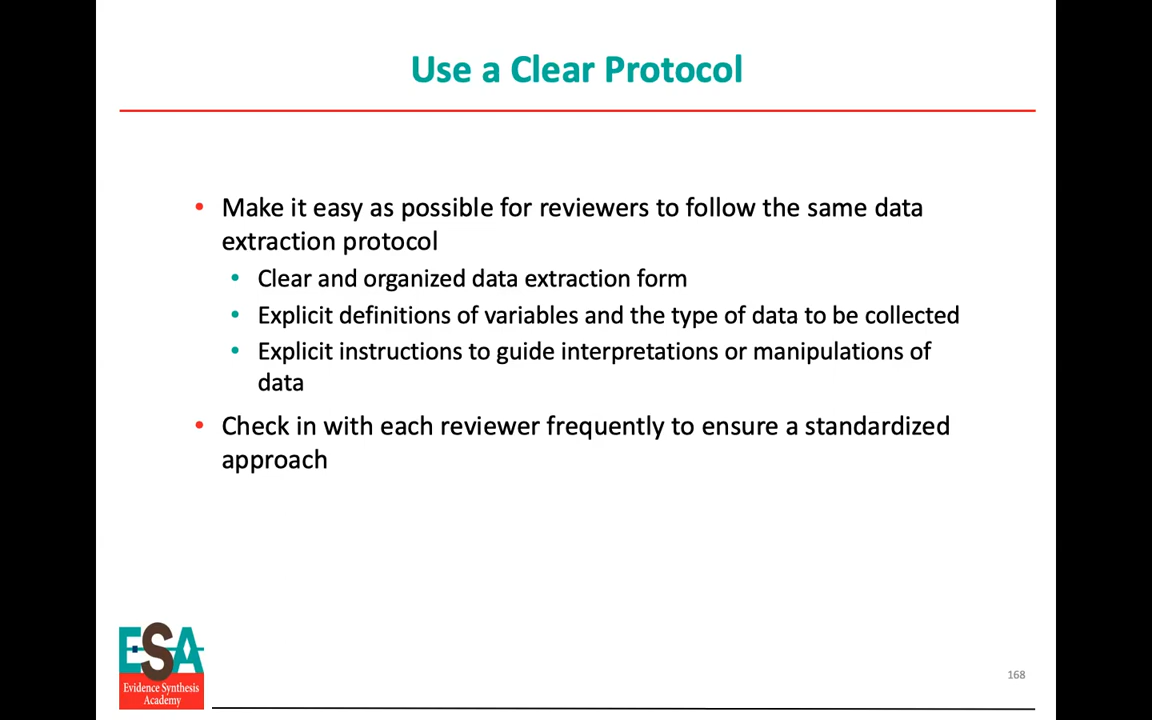 Use a Clear Protocol
• Make it easy as possible for reviewers to follow the same data
extraction protocol
• Clear and organized data extraction form
• Explicit definitions of variables and the type of data to be collected
• Explicit instructions to guide interpretations or manipulations of
data
• Check in with each reviewer frequently to ensure a standardized
approach
ESA
Evidence Synthesis
Academy
168